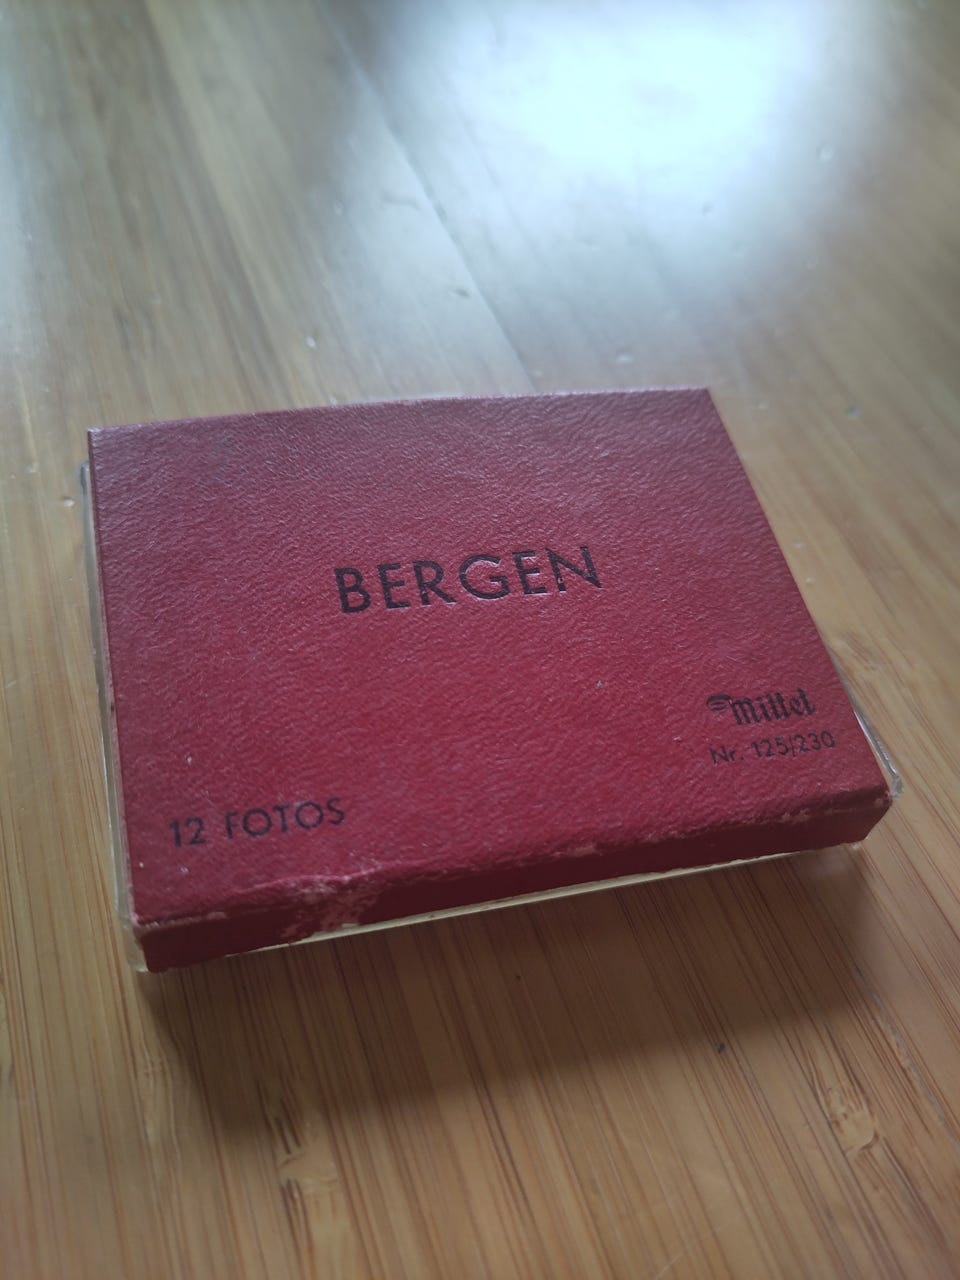 BERGEN
Mittet
Nr. 125/230
12 FOTOS